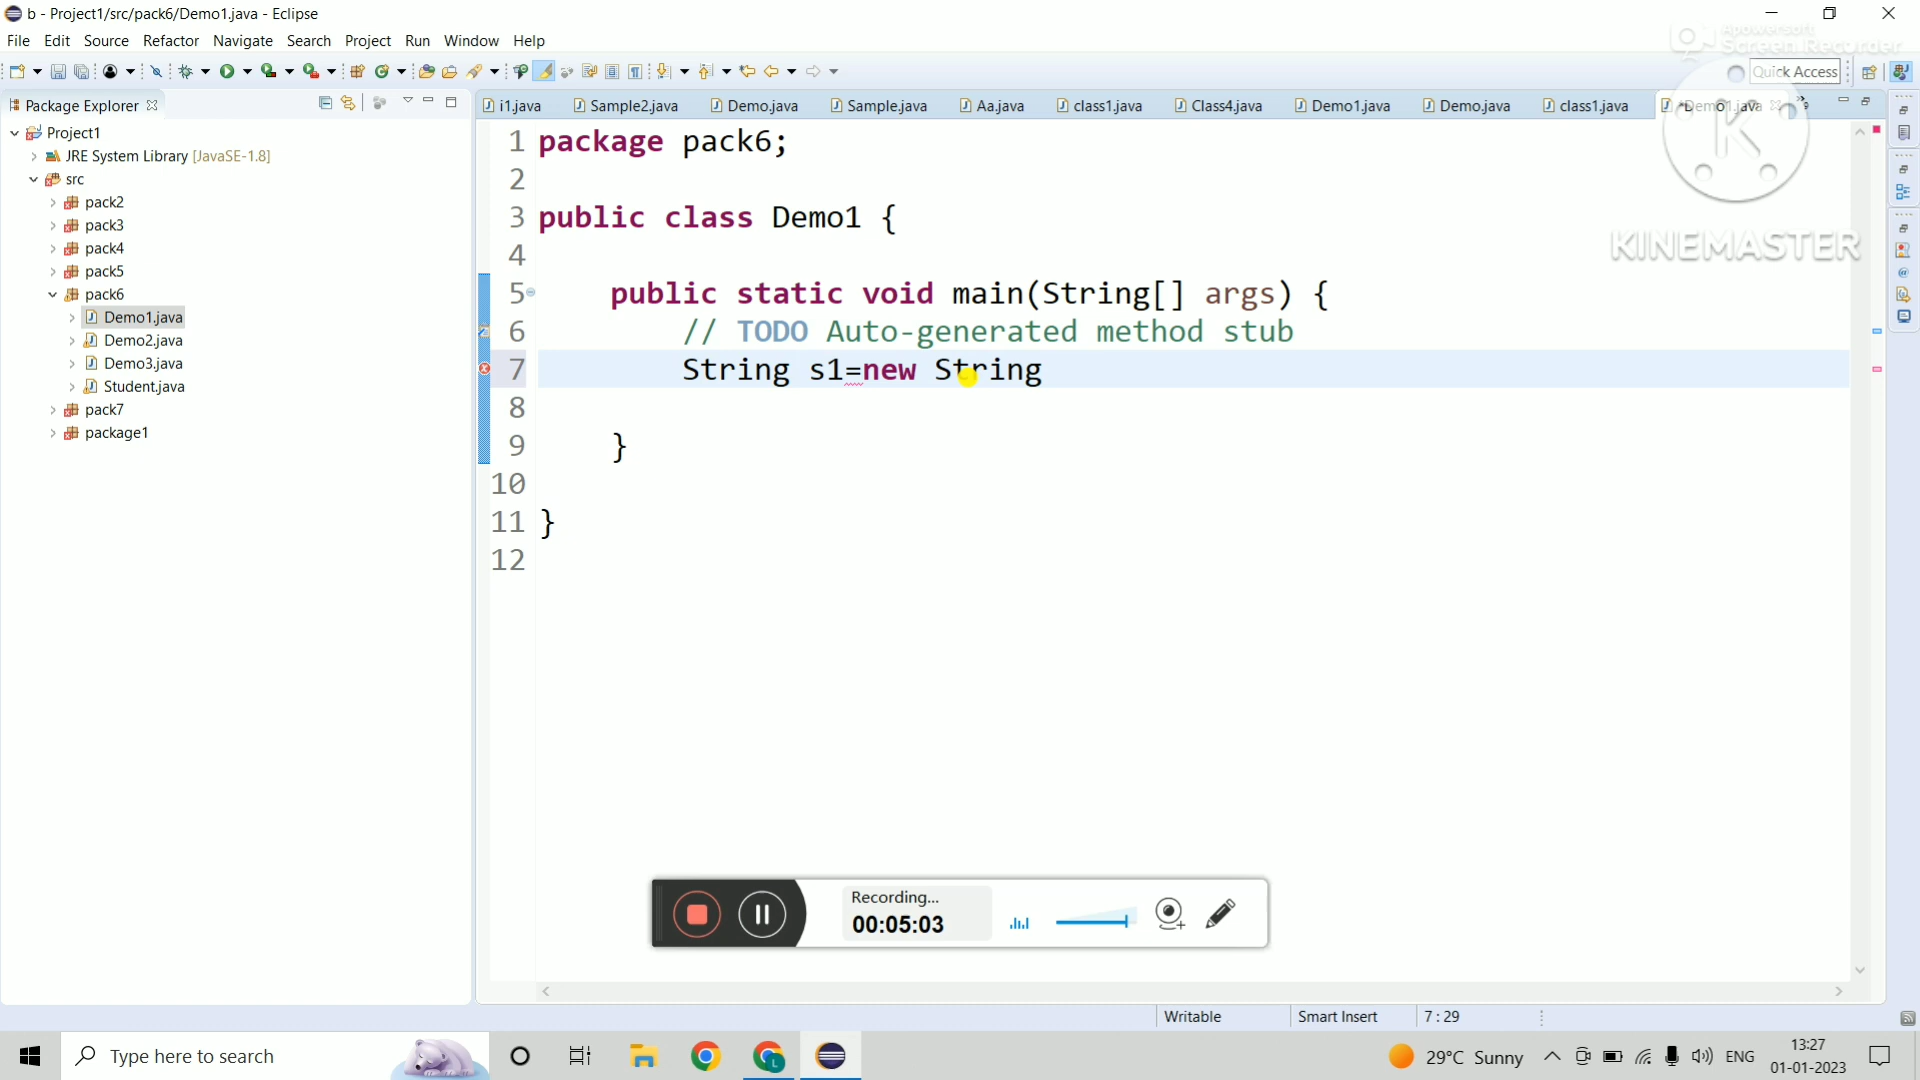 b - Project1/src/pack6/Demo1.java - Eclipse
File Edit Source Refactor Navigate Search Project Run Window Help
Apowersoft
Screen Recorder
Quick Access
Package Explorer
i1.java Sample2.java Demo.java Sample.java Aa.java class1.java Class4.java Demo1.java Demo.java class1.java *Demo1.java
Project1
JRE System Library [JavaSE-1.8]
src
pack2
pack3
pack4
pack5
pack6
Demo1.java
Demo2.java
Demo3.java
Student.java
pack7
package1
1 package pack6;
2
3 public class Demo1 {
4
5 public static void main(String[] args) {
6 // TODO Auto-generated method stub
7 String s1=new String
8
9 }
10
11 }
12
K
KINEMASTER
Recording...
00:05:03
Writable Smart Insert 7 : 29
Type here to search
29°C Sunny
ENG
13:27
01-01-2023